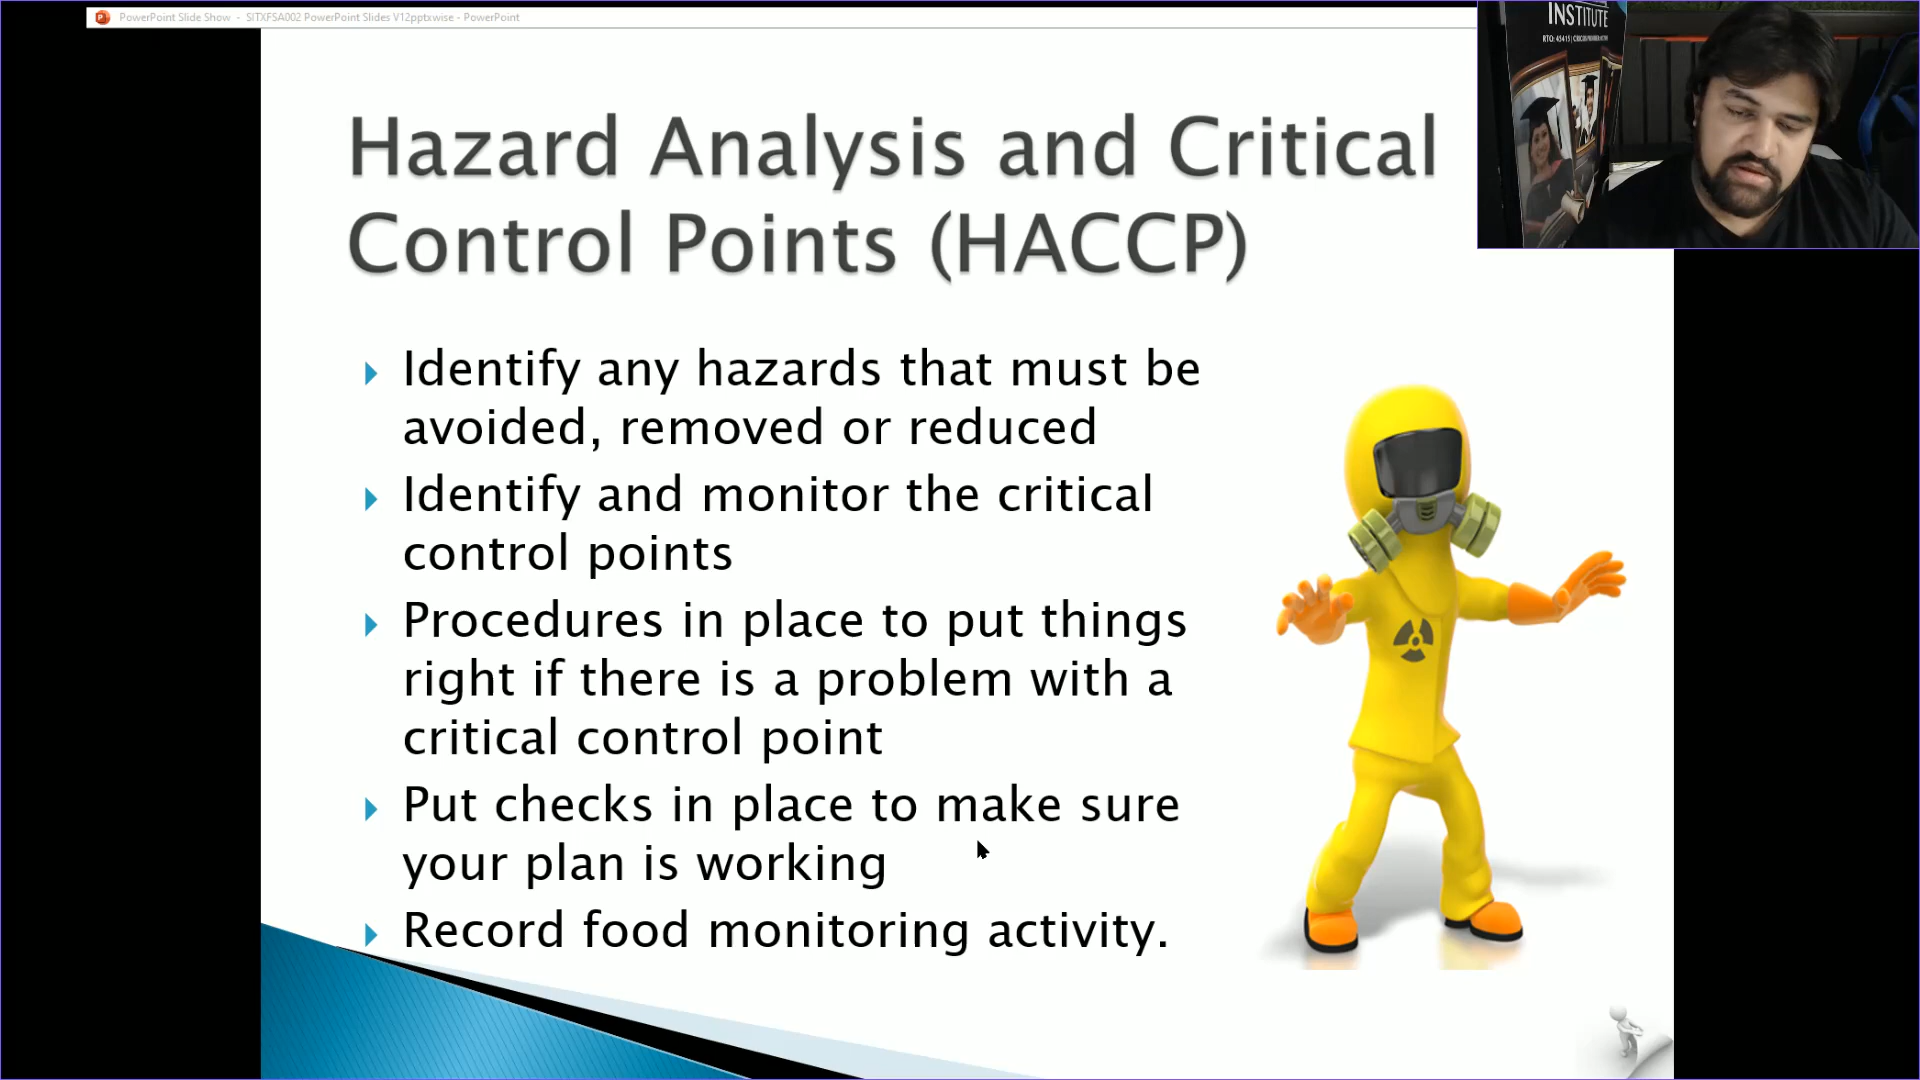 PowerPoint Slide Show - SITXFSA002 PowerPoint Slides V12pptxwise - PowerPoint
INSTITUTE
Hazard Analysis and Critical
Control Points (HACCP)
Identify any hazards that must be
avoided, removed or reduced
Identify and monitor the critical
control points
Procedures in place to put things
right if there is a problem with a
critical control point
Put checks in place to make sure
your plan is working
Record food monitoring activity.